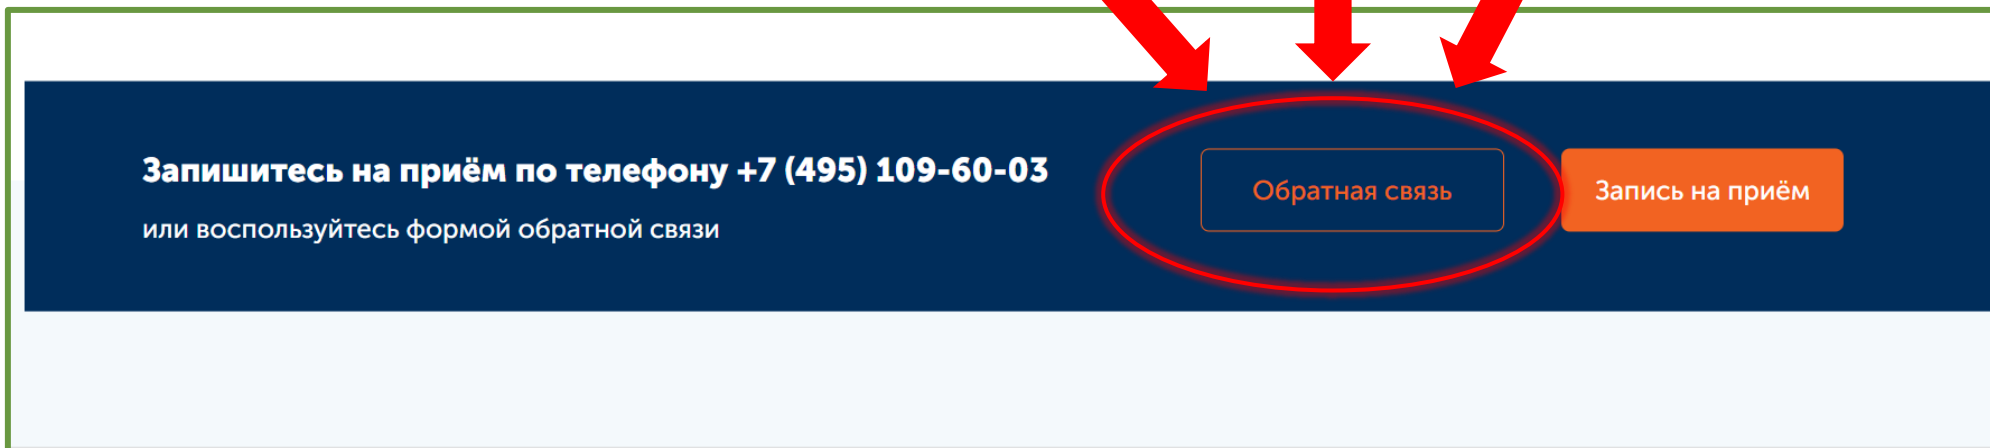 Запишитесь на приём по телефону +7 (495) 109-60-03
или воспользуйтесь формой обратной связи
Обратная связь
Запись на приём